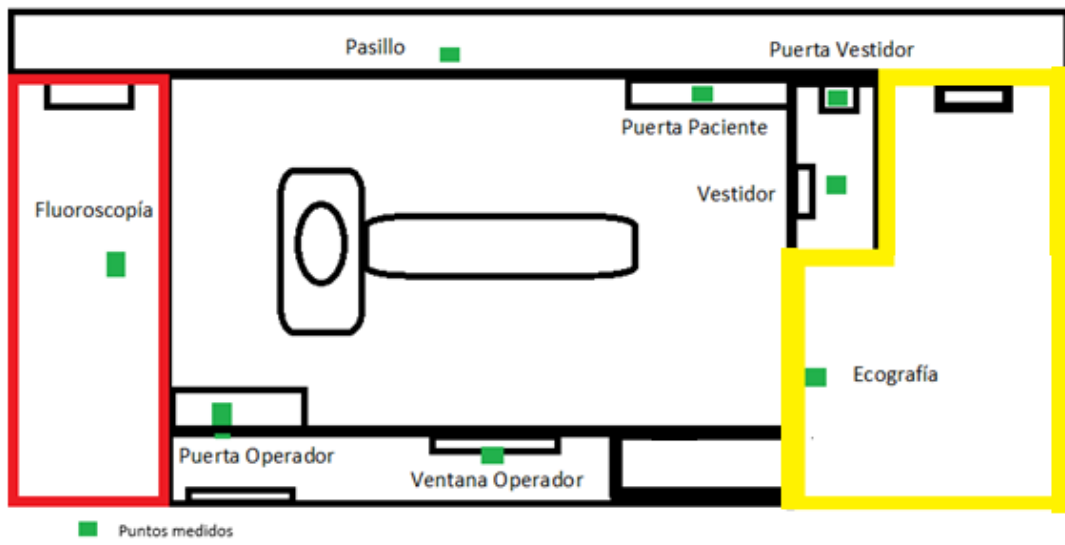 Pasillo
Puerta Vestidor
Puerta Paciente
Vestidor
Fluoroscopía
Ecografía
Puerta Operador
Ventana Operador
Puntos medidos